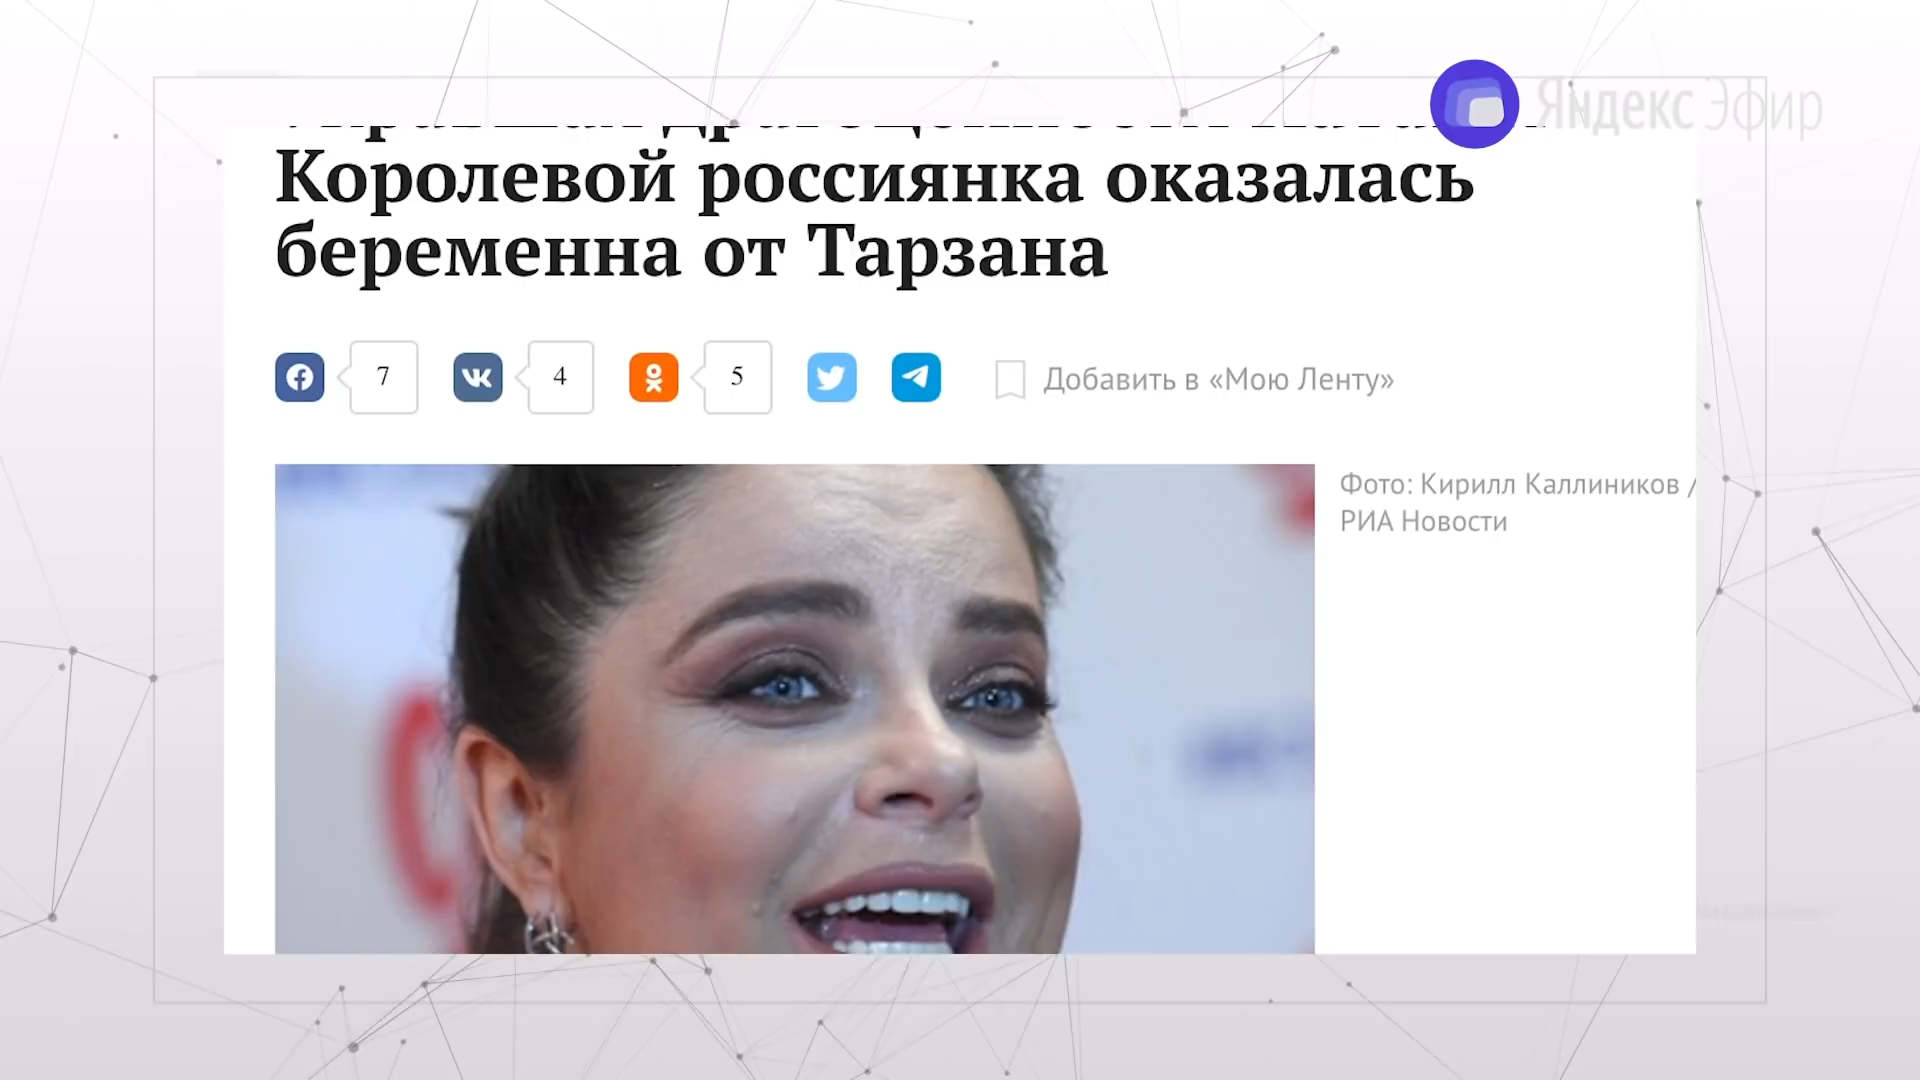 Яндекс Эфир
Королевой россиянка оказалась
беременна от Тарзана
7
4
5
Добавить в «Мою Ленту»
Фото: Кирилл Каллиников /
РИА Новости